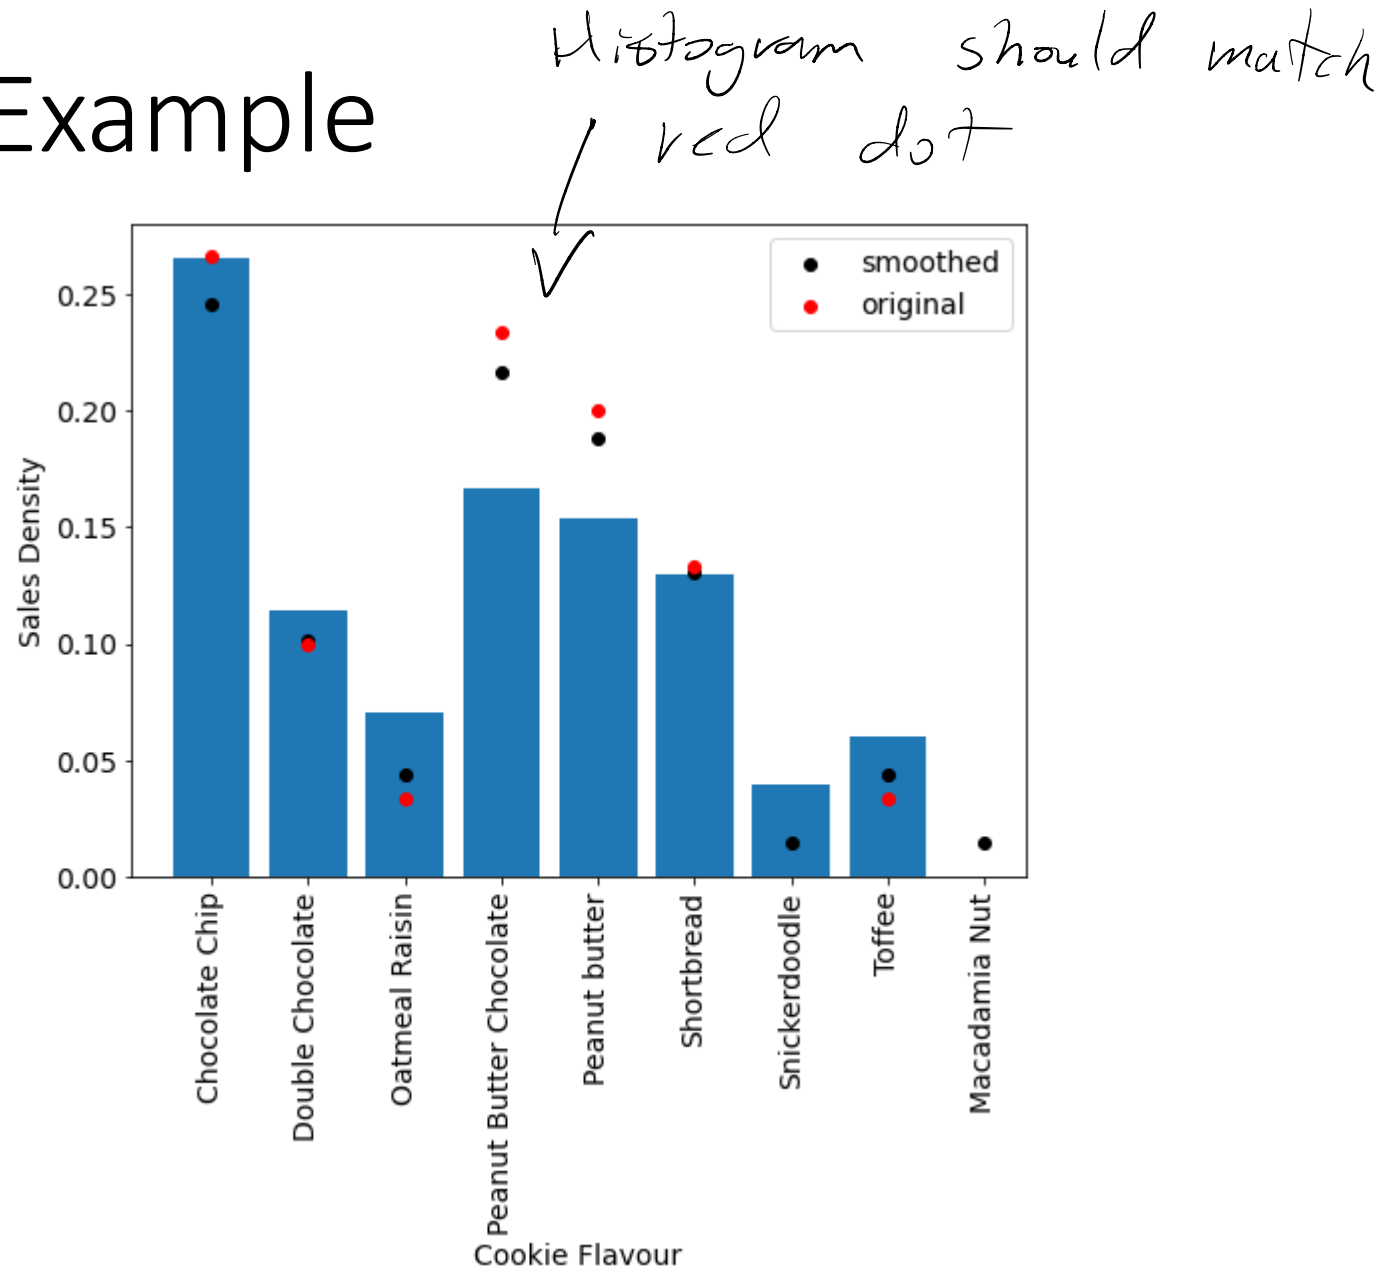 Histogram should match
red dot
Example
smoothed
original
0.25
0.20
0.15
0.10
0.05
0.00
Sales Density
Chocolate Chip
Double Chocolate
Oatmeal Raisin
Peanut Butter Chocolate
Peanut butter
Shortbread
Snickerdoodle
Toffee
Macadamia Nut
Cookie Flavour